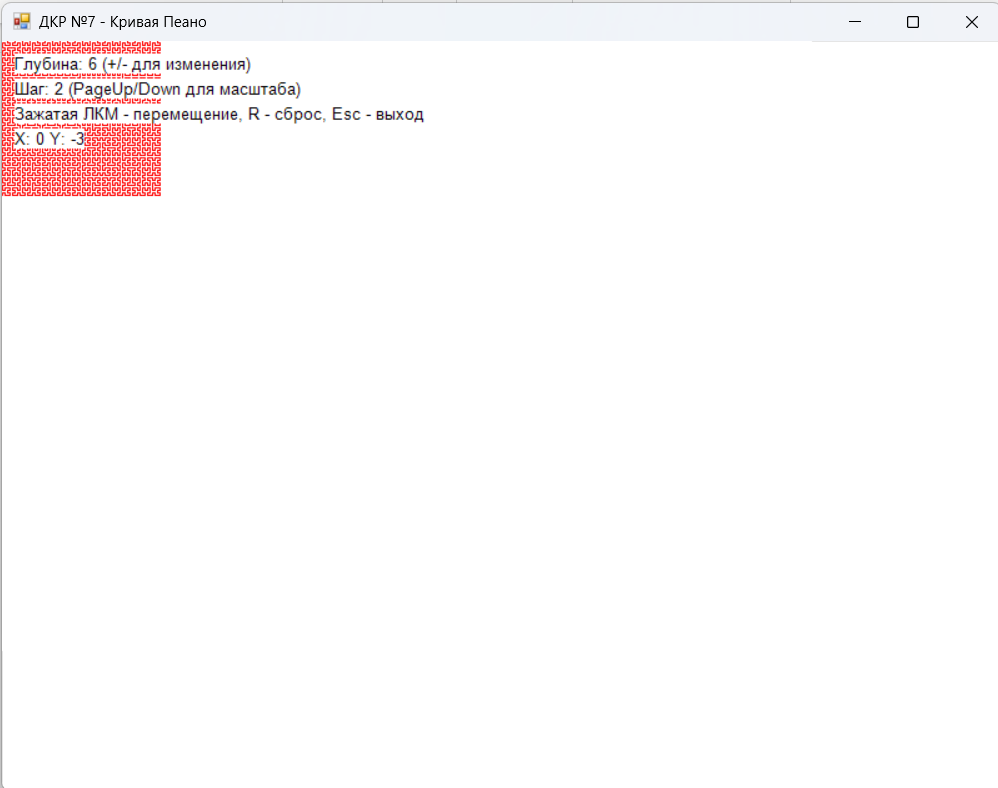 ДКР №7 - Кривая Пеано
Глубина: 6 (+/- для изменения)
Шаг: 2 (PageUp/Down для масштаба)
Зажатая ЛКМ - перемещение, R - сброс, Esc - выход
X: 0 Y: -3